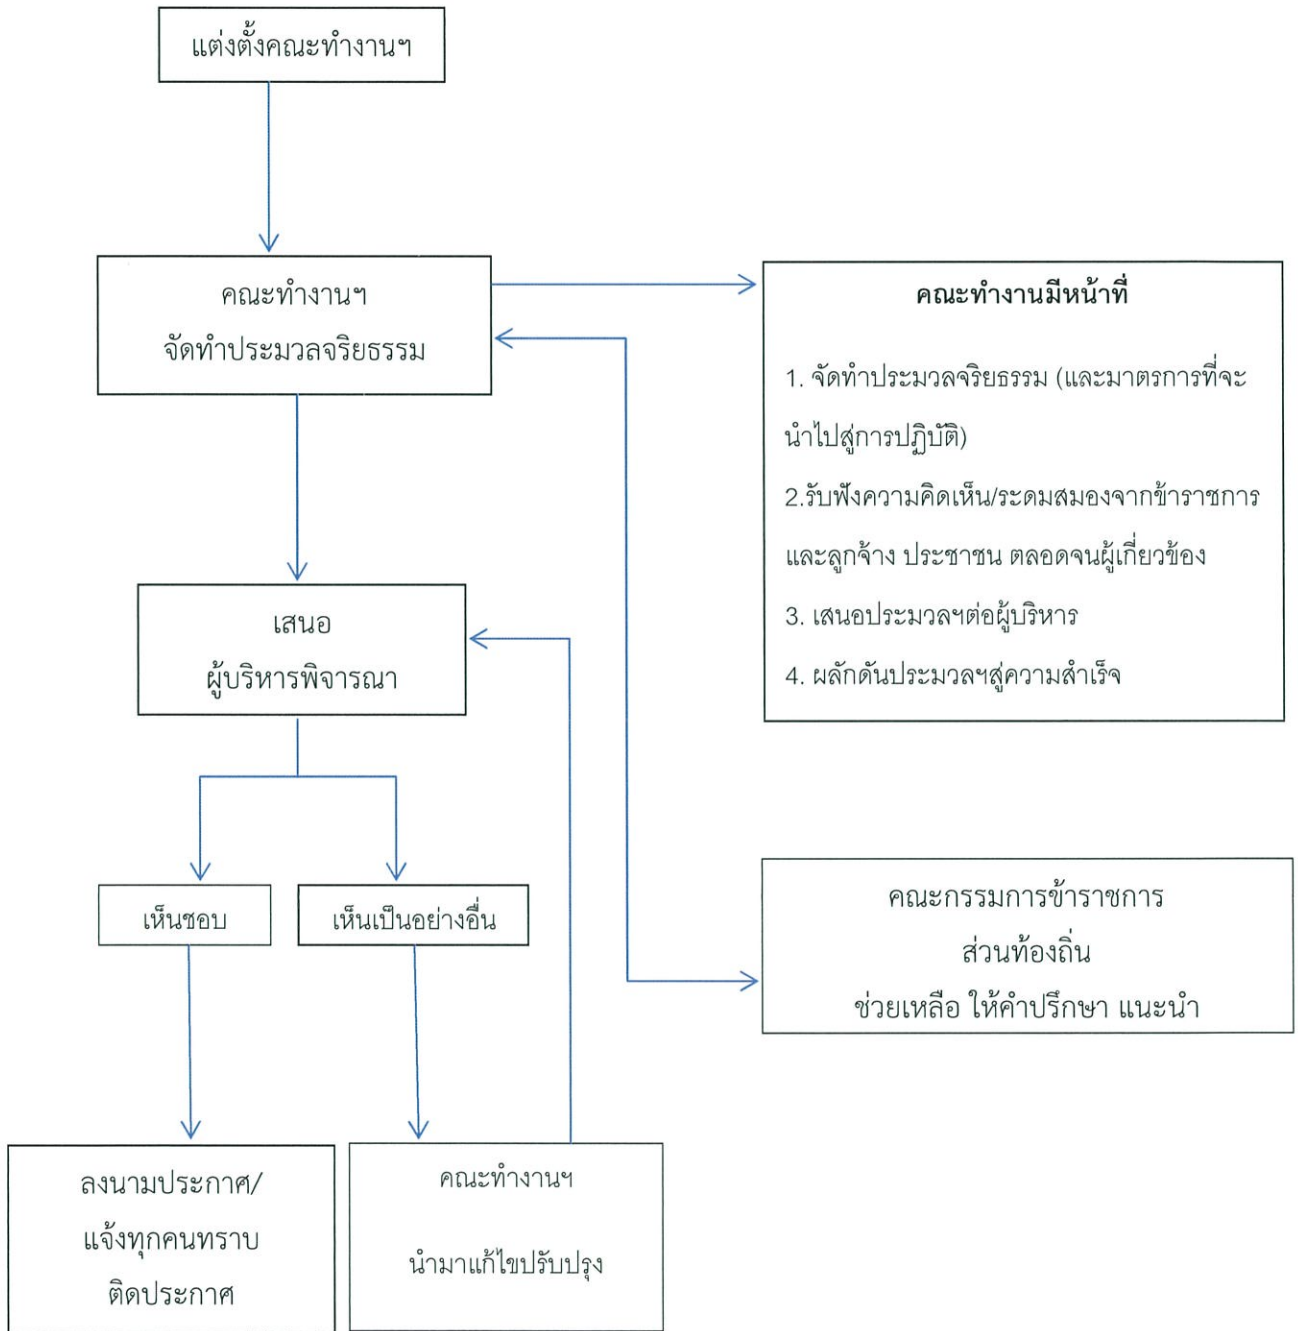 แต่งตั้งคณะทำงานฯ
คณะทำงานฯ
จัดทำประมวลจริยธรรม
คณะทำงานมีหน้าที่
1. จัดทำประมวลจริยธรรม (และมาตรการที่จะ
นำไปสู่การปฏิบัติ)
2.รับฟังความคิดเห็น/ระดมสมองจากข้าราชการ
และลูกจ้าง ประชาชน ตลอดจนผู้เกี่ยวข้อง
3. เสนอประมวลฯต่อผู้บริหาร
4. ผลักดันประมวลฯสู่ความสำเร็จ
เสนอ
ผู้บริหารพิจารณา
เห็นชอบ
เห็นเป็นอย่างอื่น
คณะกรรมการข้าราชการ
ส่วนท้องถิ่น
ช่วยเหลือ ให้คำปรึกษา แนะนำ
ลงนามประกาศ/
แจ้งทุกคนทราบ
ติดประกาศ
คณะทำงานฯ
นำมาแก้ไขปรับปรุง